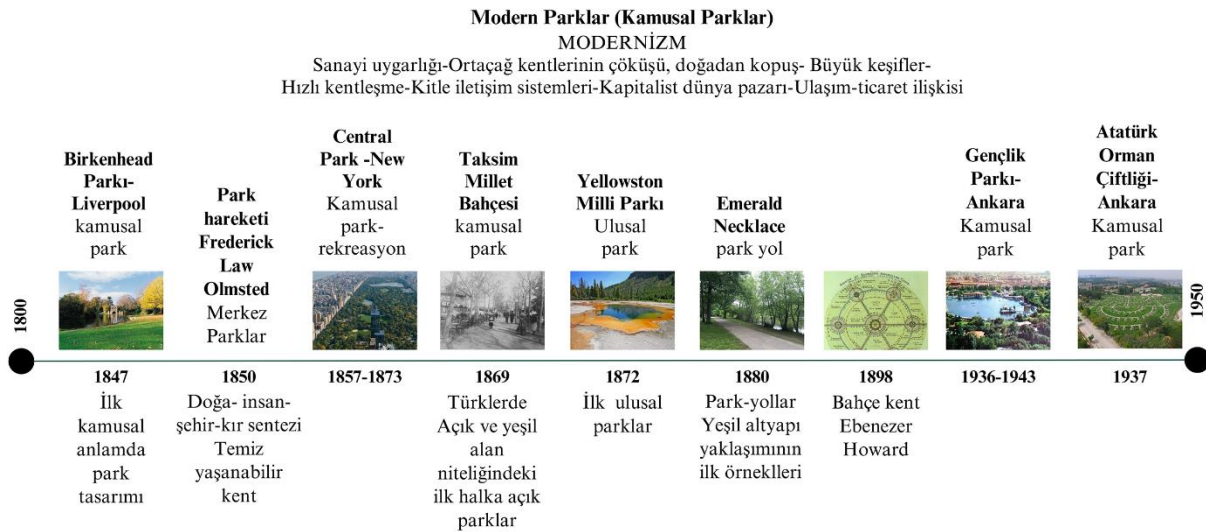 Modern Parklar (Kamusal Parklar)
MODERNİZM
Sanayi uygarlığı-Ortaçağ kentlerinin çöküşü, doğadan kopuş- Büyük keşifler-
Hızlı kentleşme-Kitle iletişim sistemleri-Kapitalist dünya pazarı-Ulaşım-ticaret ilişkisi
Birkenhead
Parkı-
Liverpool
kamusal
park
Park
hareketi
Frederick
Law
Olmsted
Merkez
Parklar
Central
Park -New
York
Kamusal
park-
rekreasyon
Taksim
Millet
Bahçesi
kamusal
park
Yellowston
Milli Parkı
Ulusal
park
Emerald
Necklace
park yol
Gençlik
Parkı-
Ankara
Kamusal
park
Atatürk
Orman
Çiftliği-
Ankara
Kamusal
park
1800
1950
1847
İlk
kamusal
anlamda
park
tasarımı
1850
Doğa- insan-
şehir-kır sentezi
Temiz
yaşanabilir
kent
1857-1873
1869
Türklerde
Açık ve yeşil
alan
niteliğindeki
ilk halka açık
parklar
1872
İlk ulusal
parklar
1880
Park-yollar
Yeşil altyapı
yaklaşımının
ilk örneklleri
1898
Bahçe kent
Ebenezer
Howard
1936-1943
1937